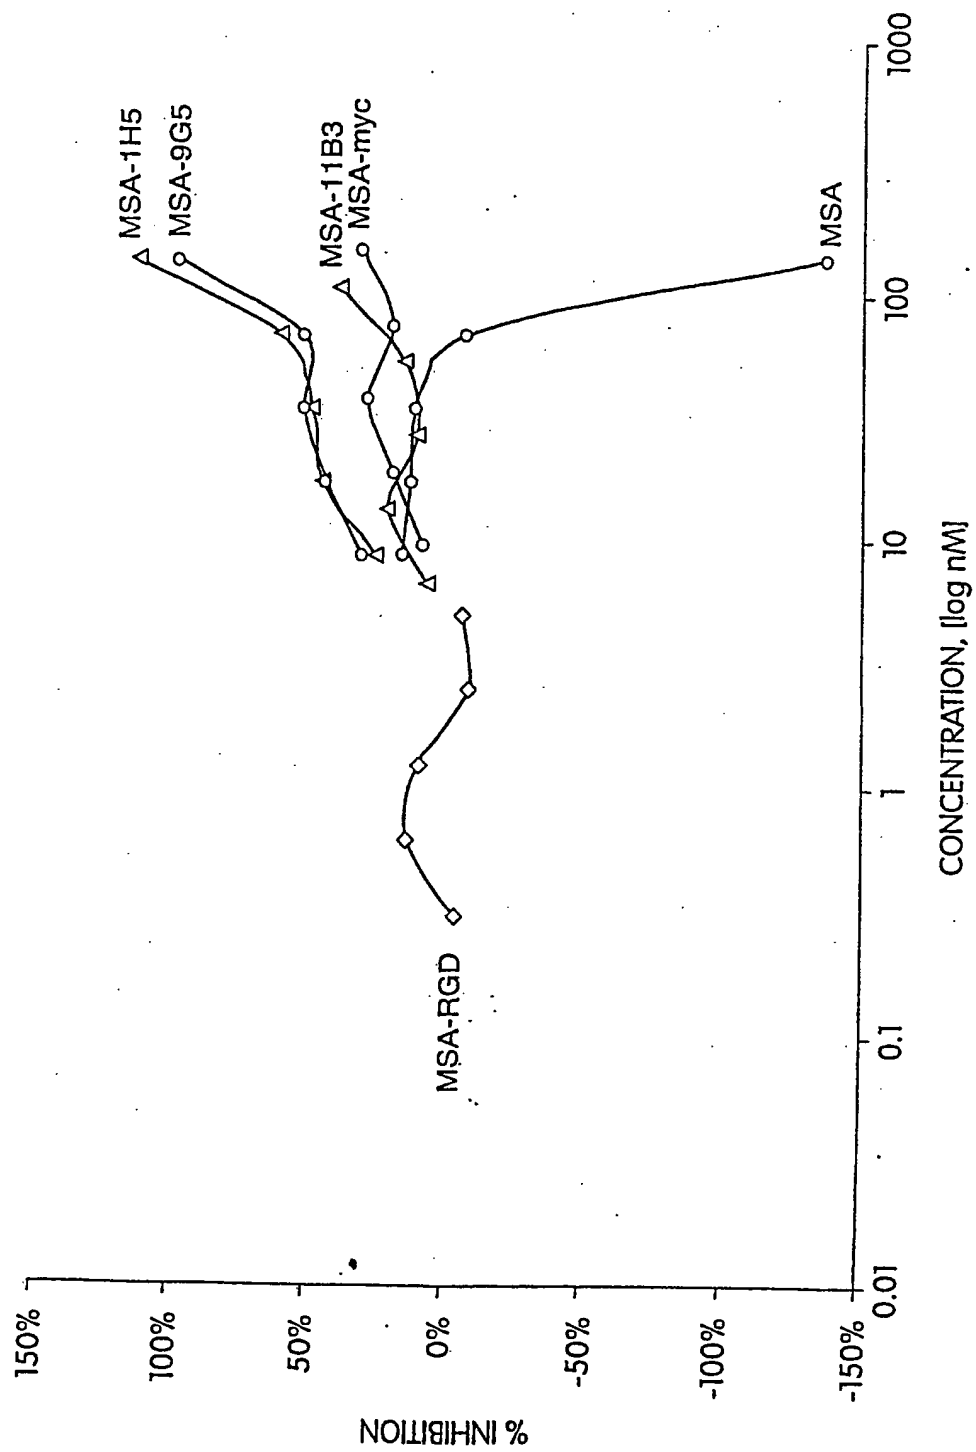 150%
100%
50%
0%
-50%
-100%
-150%
% INHIBITION
0.01
0.1
1
10
100
1000
CONCENTRATION, [log nM]
MSA-RGD
MSA-1H5
MSA-9G5
MSA-11B3
MSA-myc
MSA